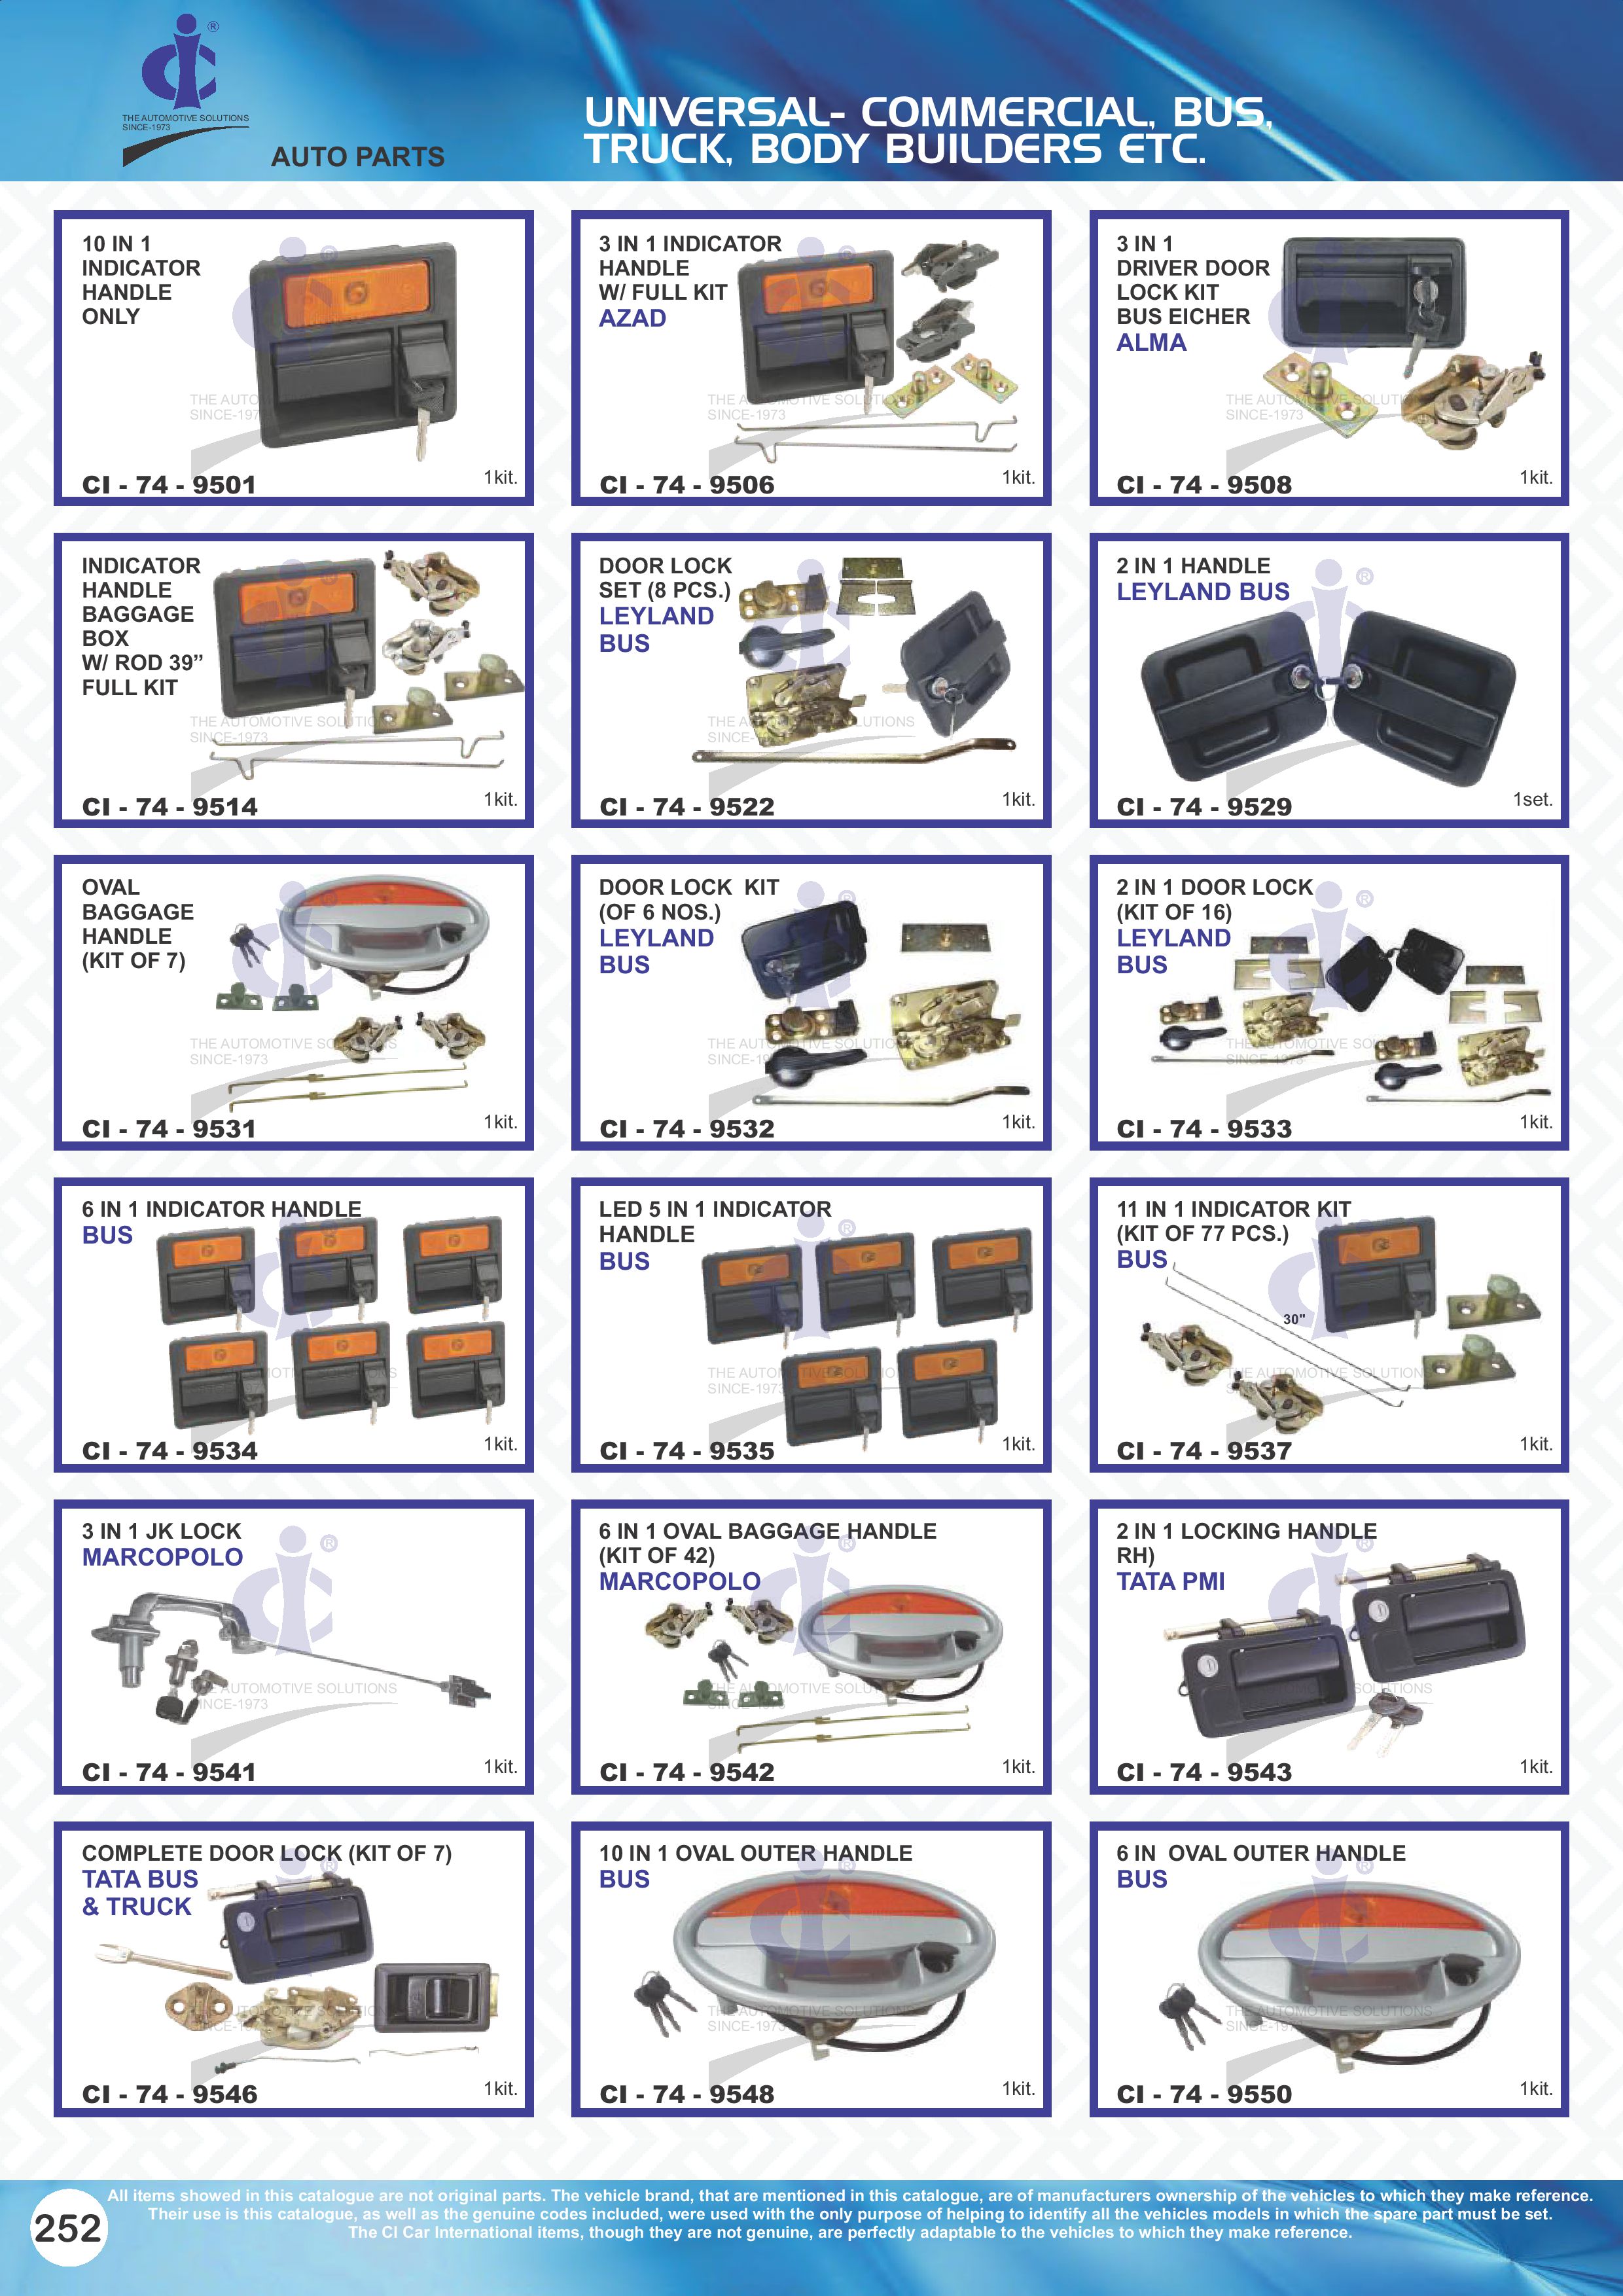 ®
THE AUTOMOTIVE SOLUTIONS
SINCE-1973
AUTO PARTS
UNIVERSAL- COMMERCIAL, BUS,
TRUCK, BODY BUILDERS ETC.
10 IN 1
INDICATOR
HANDLE
ONLY
CI - 74 - 9501
1kit.
3 IN 1 INDICATOR
HANDLE
W/ FULL KIT
AZAD
CI - 74 - 9506
1kit.
3 IN 1
DRIVER DOOR
LOCK KIT
BUS EICHER
ALMA
CI - 74 - 9508
1kit.
INDICATOR
HANDLE
BAGGAGE
BOX
W/ ROD 39”
FULL KIT
CI - 74 - 9514
1kit.
DOOR LOCK
SET (8 PCS.)
LEYLAND
BUS
CI - 74 - 9522
1kit.
2 IN 1 HANDLE
LEYLAND BUS
CI - 74 - 9529
1set.
OVAL
BAGGAGE
HANDLE
(KIT OF 7)
CI - 74 - 9531
1kit.
DOOR LOCK  KIT
(OF 6 NOS.)
LEYLAND
BUS
CI - 74 - 9532
1kit.
2 IN 1 DOOR LOCK
(KIT OF 16)
LEYLAND
BUS
CI - 74 - 9533
1kit.
6 IN 1 INDICATOR HANDLE
BUS
CI - 74 - 9534
1kit.
LED 5 IN 1 INDICATOR
HANDLE
BUS
CI - 74 - 9535
1kit.
11 IN 1 INDICATOR KIT
(KIT OF 77 PCS.)
BUS
30"
CI - 74 - 9537
1kit.
3 IN 1 JK LOCK
MARCOPOLO
CI - 74 - 9541
1kit.
6 IN 1 OVAL BAGGAGE HANDLE
(KIT OF 42)
MARCOPOLO
CI - 74 - 9542
1kit.
2 IN 1 LOCKING HANDLE
RH)
TATA PMI
CI - 74 - 9543
1kit.
COMPLETE DOOR LOCK (KIT OF 7)
TATA BUS
& TRUCK
CI - 74 - 9546
1kit.
10 IN 1 OVAL OUTER HANDLE
BUS
CI - 74 - 9548
1kit.
6 IN  OVAL OUTER HANDLE
BUS
CI - 74 - 9550
1kit.
252
All items showed in this catalogue are not original parts. The vehicle brand, that are mentioned in this catalogue, are of manufacturers ownership of the vehicles to which they make reference.
Their use is this catalogue, as well as the genuine codes included, were used with the only purpose of helping to identify all the vehicles models in which the spare part must be set.
The CI Car International items, though they are not genuine, are perfectly adaptable to the vehicles to which they make reference.